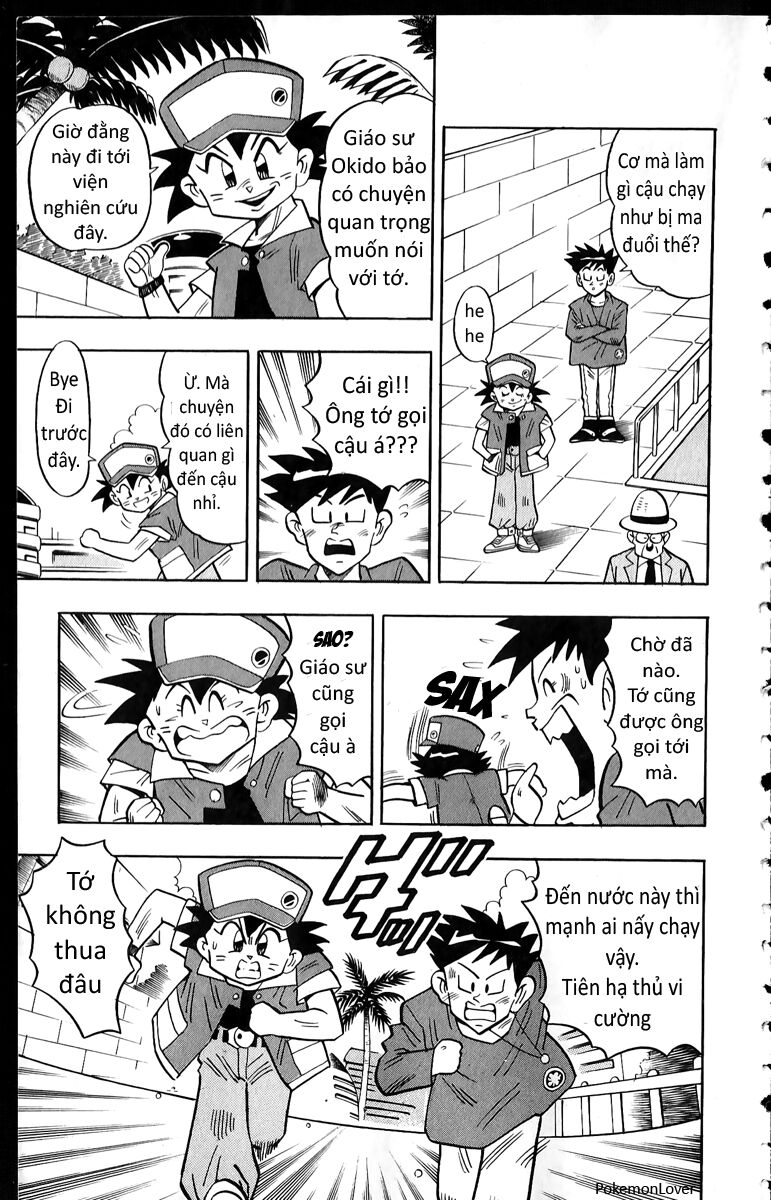 Cơ mà làm
gì cậu chạy
như bị ma
đuổi thế?
he
he
Giáo sư
Okido bảo
có chuyện
quan trọng
muốn nói
với tớ.
Giờ đằng
này đi tới
viện
nghiên cứu
đây.
Cái gì!!
Ông tớ gọi
cậu á???
Ừ. Mà
chuyện
đó có liên
quan gì
đến cậu
nhỉ.
Bye
Đi
trước
đây.
Chờ đã
nào.
Tớ cũng
được ông
gọi tới
mà.
SAX
SAO?
Giáo sư
cũng
gọi
cậu à
Đến nước này thì
mạnh ai nấy chạy
vậy.
Tiên hạ thủ vi
cường
Tớ
không
thua
đâu
PokemonLover